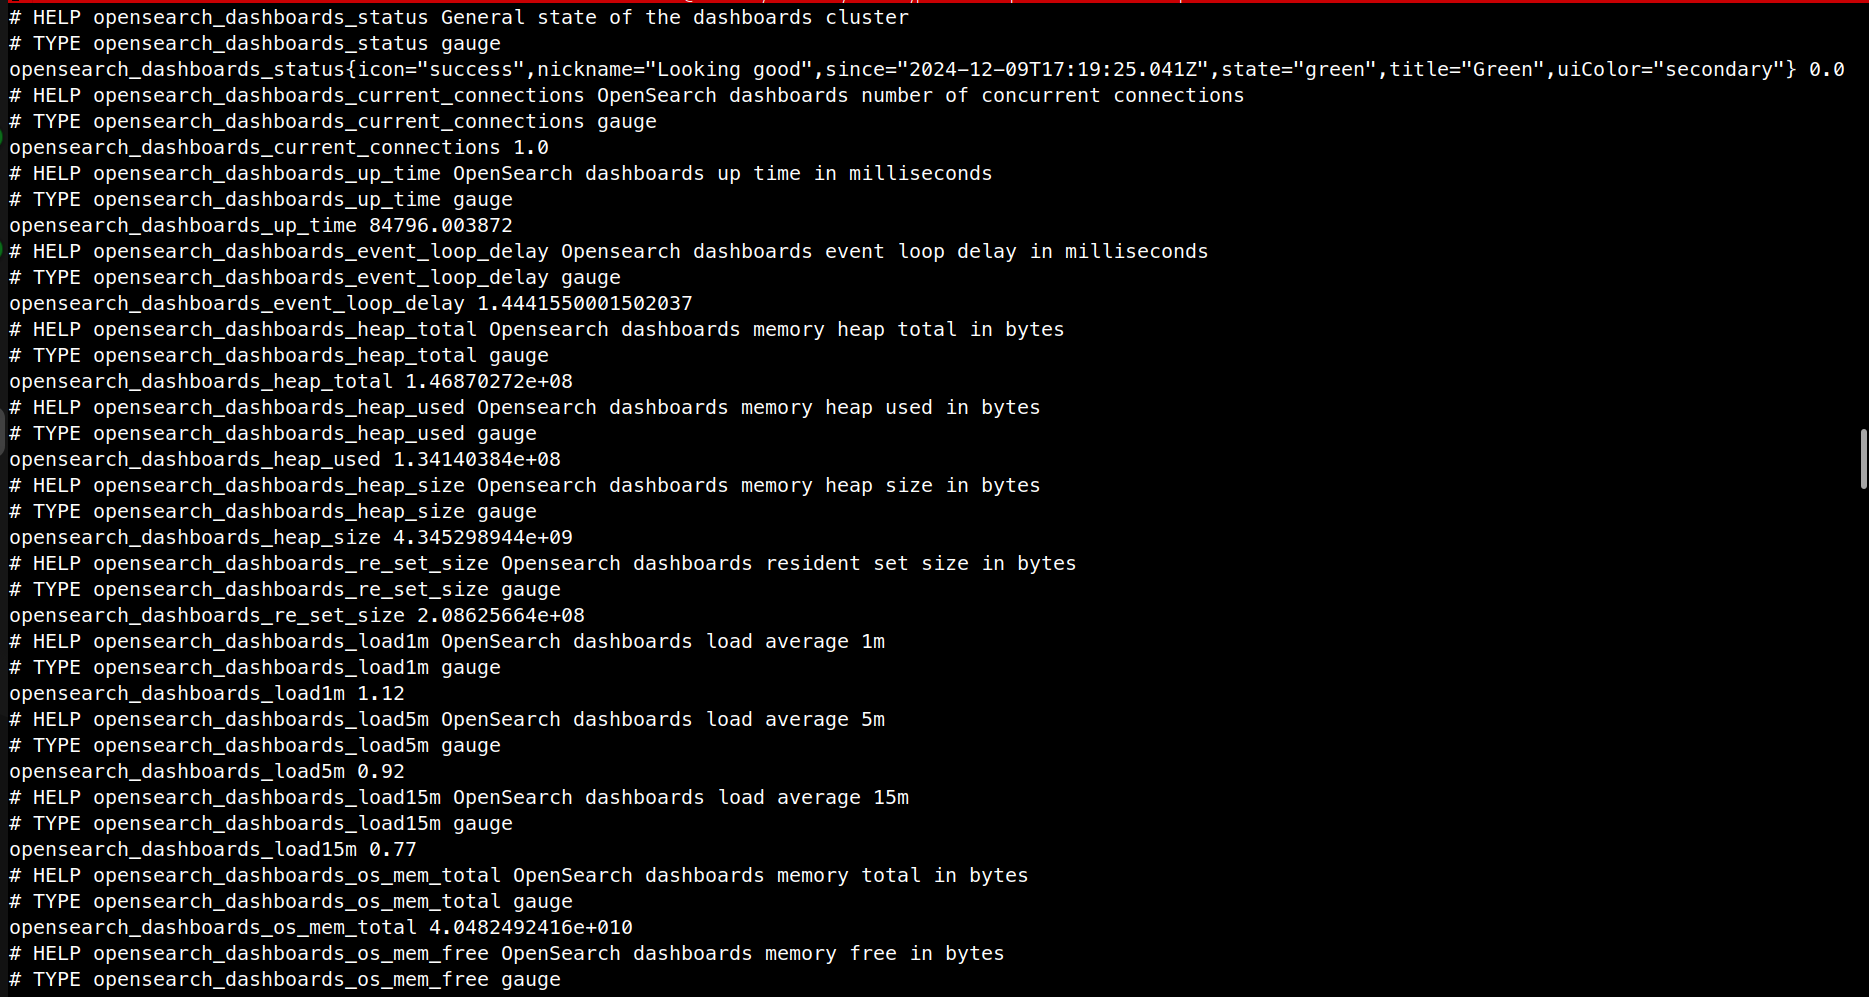 # HELP opensearch_dashboards_status General state of the dashboards cluster
# TYPE opensearch_dashboards_status gauge
opensearch_dashboards_status{icon="success",nickname="Looking good",since="2024-12-09T17:19:25.041Z",state="green",title="Green",uiColor="secondary"} 0.0
# HELP opensearch_dashboards_current_connections OpenSearch dashboards number of concurrent connections
# TYPE opensearch_dashboards_current_connections gauge
opensearch_dashboards_current_connections 1.0
# HELP opensearch_dashboards_up_time OpenSearch dashboards up time in milliseconds
# TYPE opensearch_dashboards_up_time gauge
opensearch_dashboards_up_time 84796.003872
# HELP opensearch_dashboards_event_loop_delay Opensearch dashboards event loop delay in milliseconds
# TYPE opensearch_dashboards_event_loop_delay gauge
opensearch_dashboards_event_loop_delay 1.4441550001502037
# HELP opensearch_dashboards_heap_total Opensearch dashboards memory heap total in bytes
# TYPE opensearch_dashboards_heap_total gauge
opensearch_dashboards_heap_total 1.46870272e+08
# HELP opensearch_dashboards_heap_used Opensearch dashboards memory heap used in bytes
# TYPE opensearch_dashboards_heap_used gauge
opensearch_dashboards_heap_used 1.34140384e+08
# HELP opensearch_dashboards_heap_size Opensearch dashboards memory heap size in bytes
# TYPE opensearch_dashboards_heap_size gauge
opensearch_dashboards_heap_size 4.345298944e+09
# HELP opensearch_dashboards_re_set_size Opensearch dashboards resident set size in bytes
# TYPE opensearch_dashboards_re_set_size gauge
opensearch_dashboards_re_set_size 2.08625664e+08
# HELP opensearch_dashboards_load1m OpenSearch dashboards load average 1m
# TYPE opensearch_dashboards_load1m gauge
opensearch_dashboards_load1m 1.12
# HELP opensearch_dashboards_load5m OpenSearch dashboards load average 5m
# TYPE opensearch_dashboards_load5m gauge
opensearch_dashboards_load5m 0.92
# HELP opensearch_dashboards_load15m OpenSearch dashboards load average 15m
# TYPE opensearch_dashboards_load15m gauge
opensearch_dashboards_load15m 0.77
# HELP opensearch_dashboards_os_mem_total OpenSearch dashboards memory total in bytes
# TYPE opensearch_dashboards_os_mem_total gauge
opensearch_dashboards_os_mem_total 4.0482492416e+010
# HELP opensearch_dashboards_os_mem_free OpenSearch dashboards memory free in bytes
# TYPE opensearch_dashboards_os_mem_free gauge